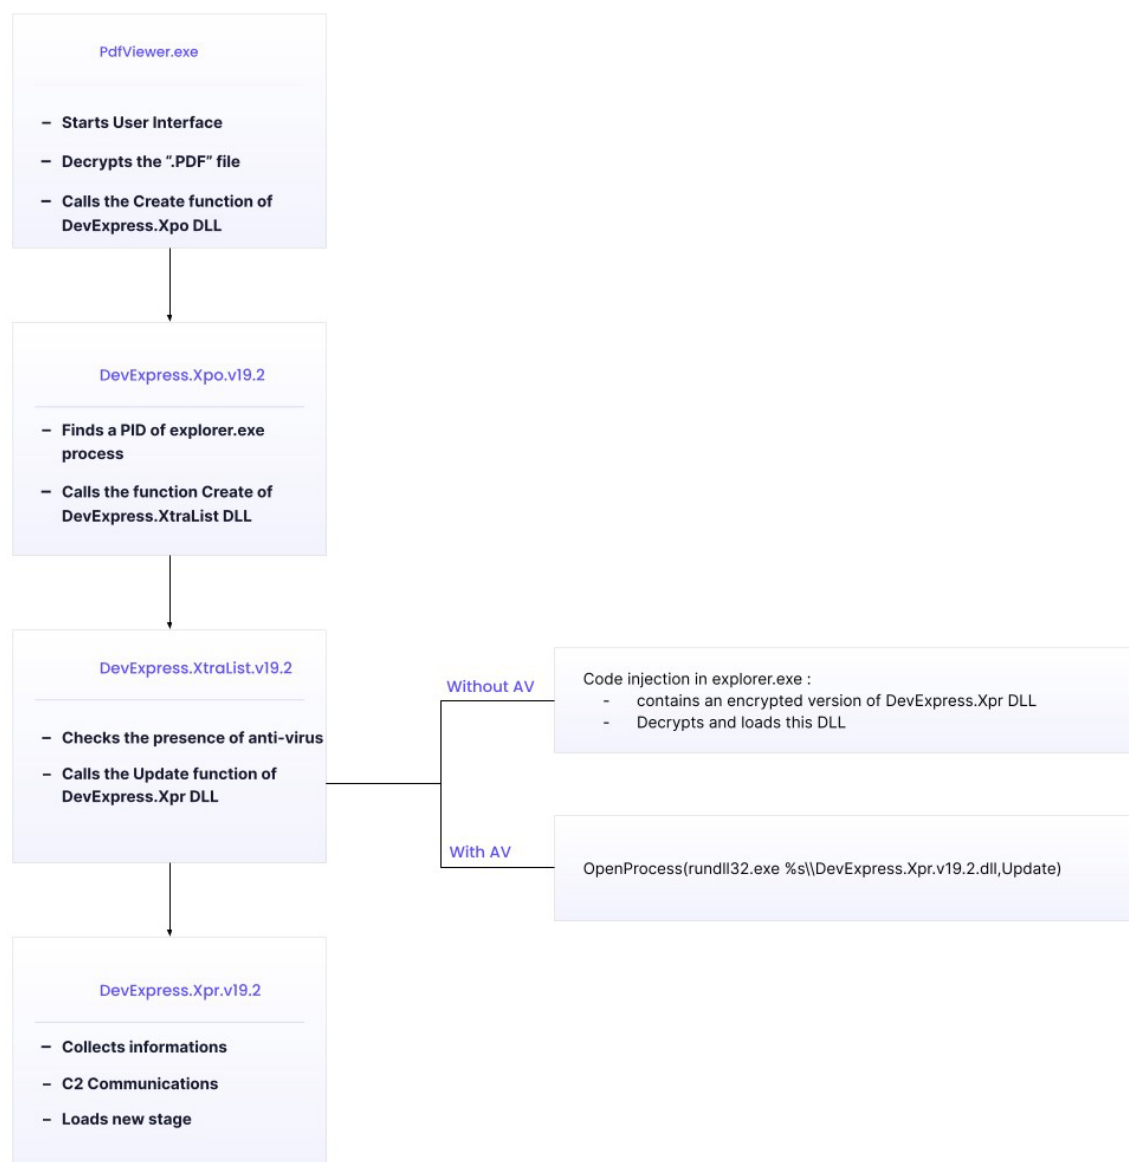 PdfViewer.exe
– Starts User Interface
– Decrypts the “.PDF” file
– Calls the Create function of
DevExpress.Xpo DLL
DevExpress.Xpo.v19.2
– Finds a PID of explorer.exe
process
– Calls the function Create of
DevExpress.XtraList DLL
DevExpress.XtraList.v19.2
– Checks the presence of anti-virus
– Calls the Update function of
DevExpress.Xpr DLL
Without AV
Code injection in explorer.exe :
- contains an encrypted version of DevExpress.Xpr DLL
- Decrypts and loads this DLL
With AV
OpenProcess(rundll32.exe %s\\DevExpress.Xpr.v19.2.dll,Update)
DevExpress.Xpr.v19.2
– Collects informations
– C2 Communications
– Loads new stage